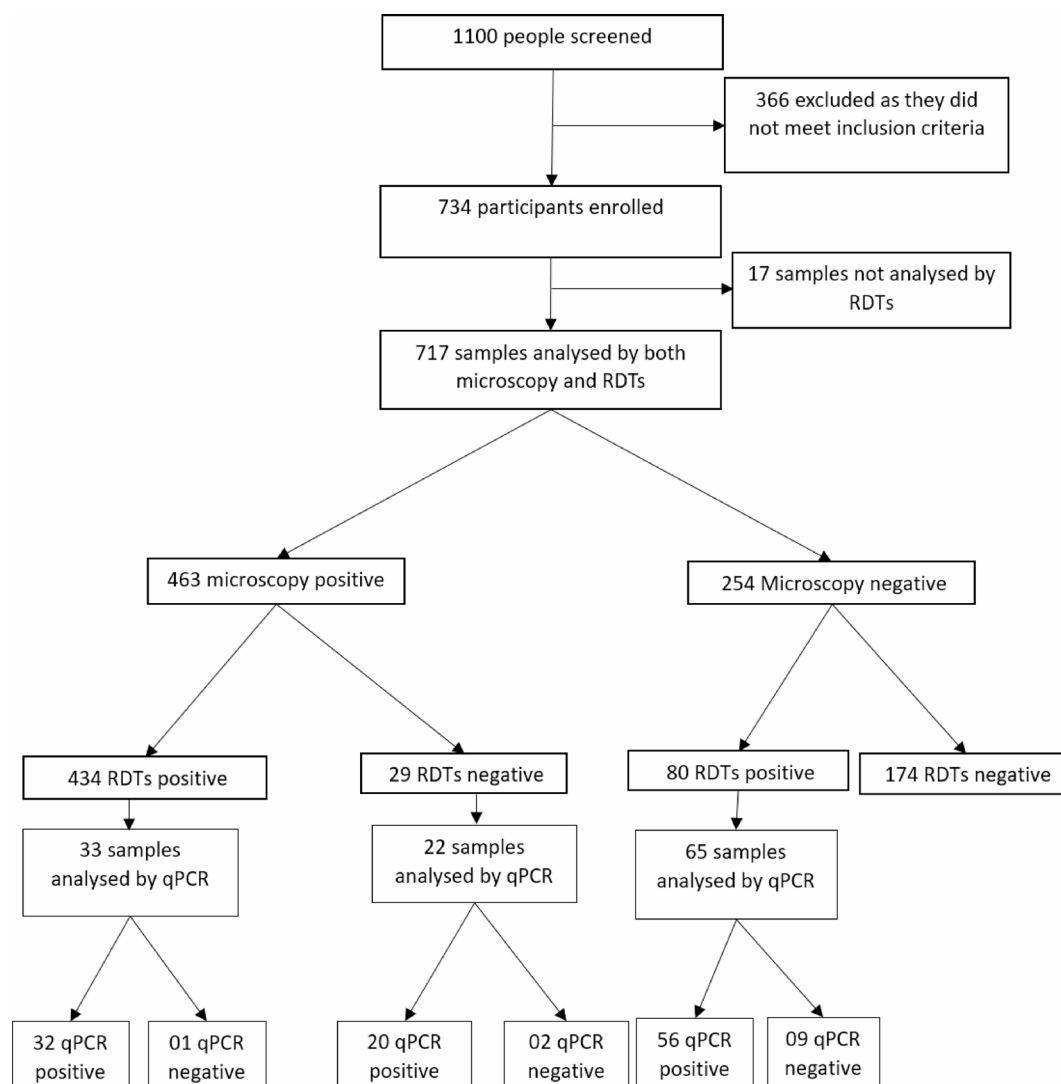 1100 people screened
366 excluded as they did
not meet inclusion criteria
734 participants enrolled
17 samples not analysed by
RDTs
717 samples analysed by both
microscopy and RDTs
463 microscopy positive
254 Microscopy negative
434 RDTs positive
29 RDTs negative
80 RDTs positive
174 RDTs negative
33 samples
analysed by qPCR
22 samples
analysed by qPCR
65 samples
analysed by qPCR
32 qPCR
positive
01 qPCR
negative
20 qPCR
positive
02 qPCR
negative
56 qPCR
positive
09 qPCR
negative